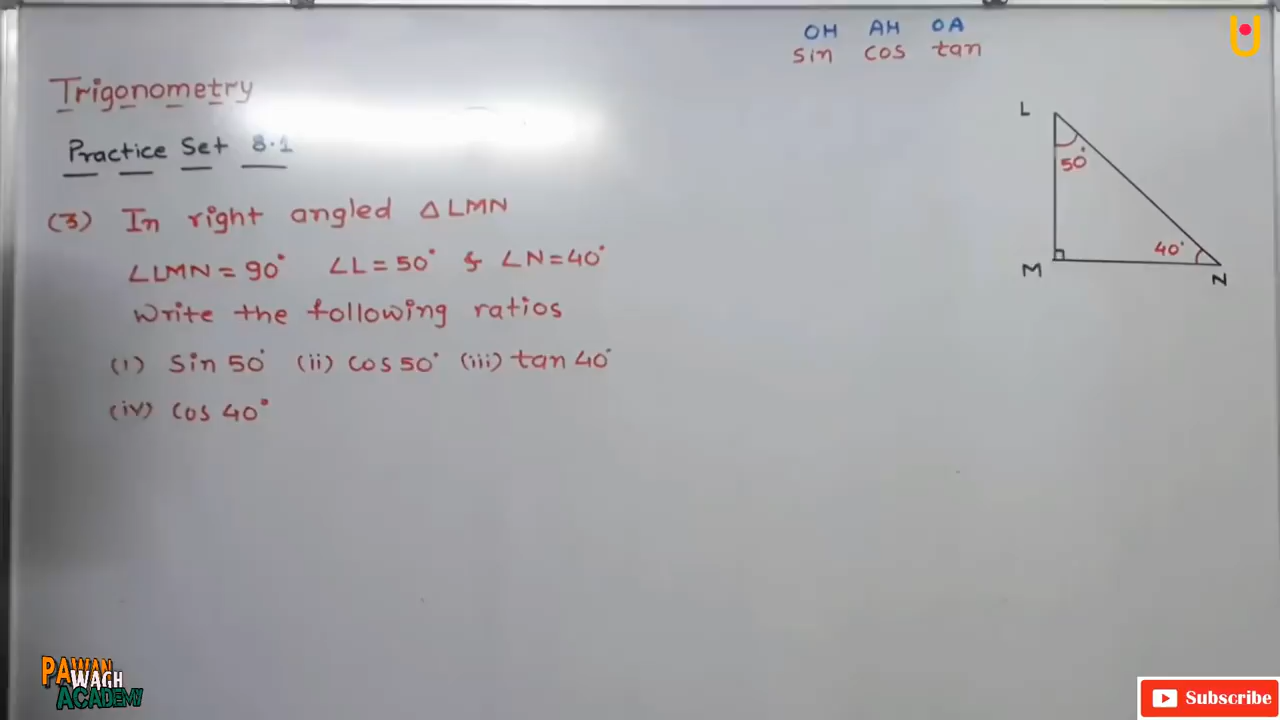 OH AH OA
sin cos tan
Trigonometry
Practice Set 8.1
(3) In right angled △LMN
∠LMN = 90° ∠L = 50° & ∠N = 40°
Write the following ratios
(i) Sin 50° (ii) Cos 50° (iii) tan 40°
(iv) Cos 40°
L
50°
40°
M
N
PAWAN
WAGH
ACADEMY
Subscribe